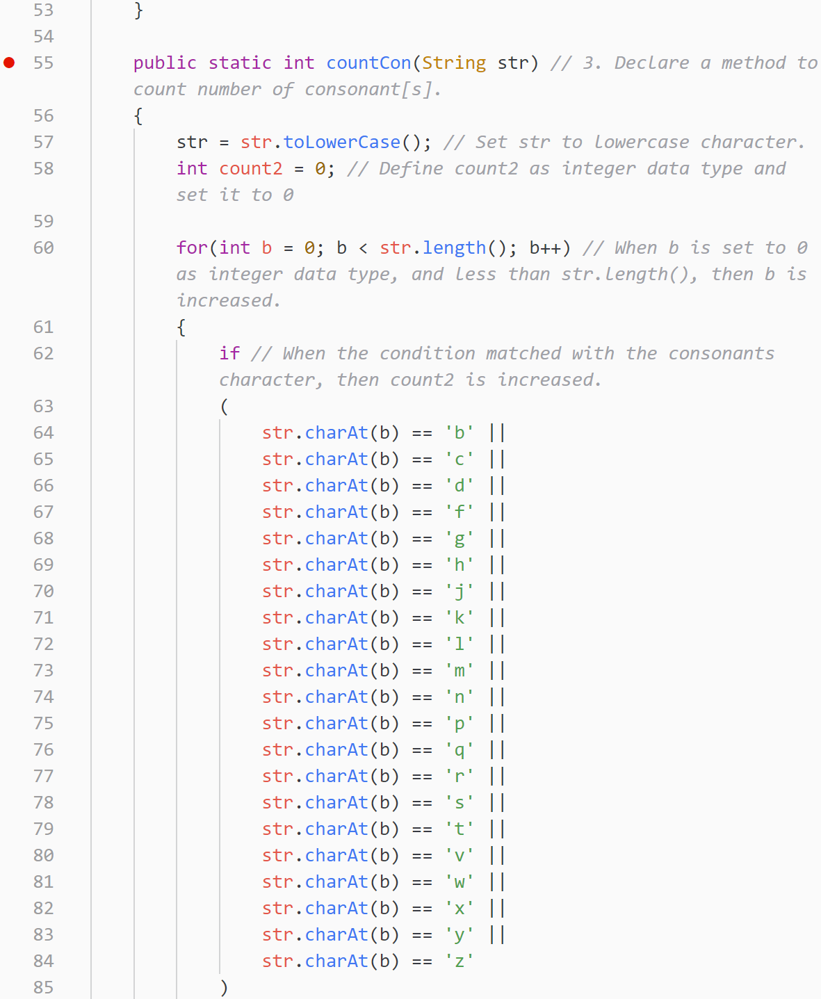 53 }
54
55 public static int countCon(String str) // 3. Declare a method to
count number of consonant[s].
56 {
57 str = str.toLowerCase(); // Set str to lowercase character.
58 int count2 = 0; // Define count2 as integer data type and
set it to 0
59
60 for(int b = 0; b < str.length(); b++) // When b is set to 0
as integer data type, and less than str.length(), then b is
increased.
61 {
62 if // When the condition matched with the consonants
character, then count2 is increased.
63 (
64 str.charAt(b) == 'b' ||
65 str.charAt(b) == 'c' ||
66 str.charAt(b) == 'd' ||
67 str.charAt(b) == 'f' ||
68 str.charAt(b) == 'g' ||
69 str.charAt(b) == 'h' ||
70 str.charAt(b) == 'j' ||
71 str.charAt(b) == 'k' ||
72 str.charAt(b) == 'l' ||
73 str.charAt(b) == 'm' ||
74 str.charAt(b) == 'n' ||
75 str.charAt(b) == 'p' ||
76 str.charAt(b) == 'q' ||
77 str.charAt(b) == 'r' ||
78 str.charAt(b) == 's' ||
79 str.charAt(b) == 't' ||
80 str.charAt(b) == 'v' ||
81 str.charAt(b) == 'w' ||
82 str.charAt(b) == 'x' ||
83 str.charAt(b) == 'y' ||
84 str.charAt(b) == 'z'
85 )